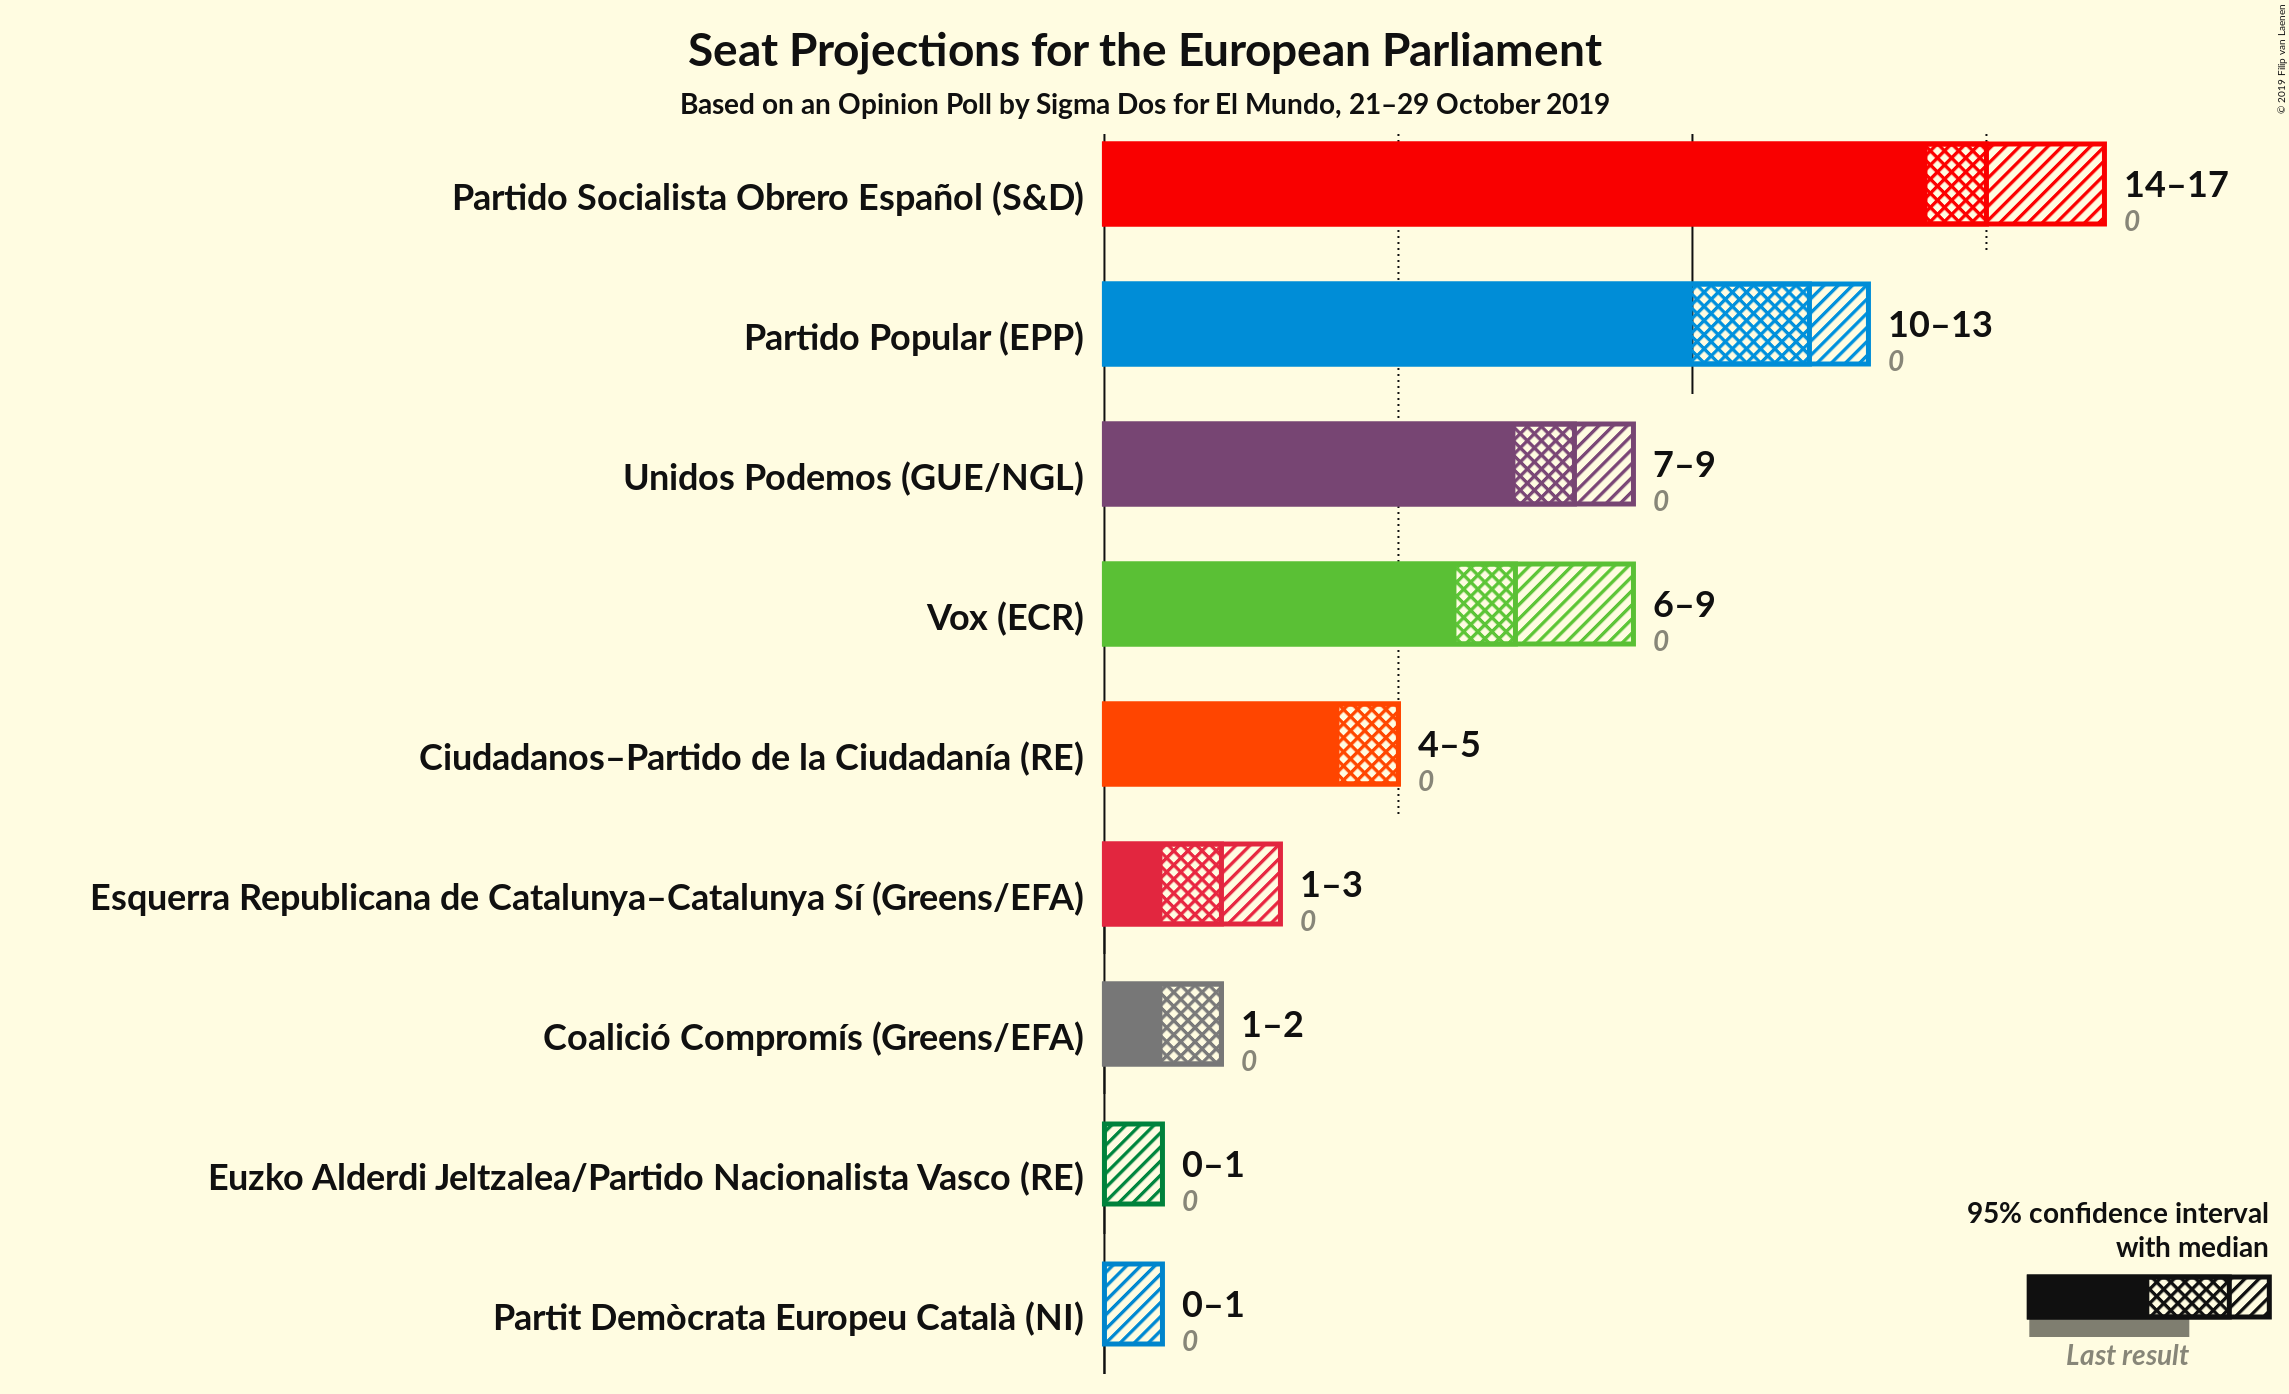 Seat Projections for the European Parliament
Based on an Opinion Poll by Sigma Dos for El Mundo, 21–29 October 2019
© 2019 Filip van Laenen
Partido Socialista Obrero Español (S&D)
14–17
0
Partido Popular (EPP)
10–13
0
Unidos Podemos (GUE/NGL)
7–9
0
Vox (ECR)
6–9
0
Ciudadanos–Partido de la Ciudadanía (RE)
4–5
0
Esquerra Republicana de Catalunya–Catalunya Sí (Greens/EFA)
1–3
0
Coalició Compromís (Greens/EFA)
1–2
0
Euzko Alderdi Jeltzalea/Partido Nacionalista Vasco (RE)
0–1
0
Partit Demòcrata Europeu Català (NI)
0–1
0
95% confidence interval
with median
Last result